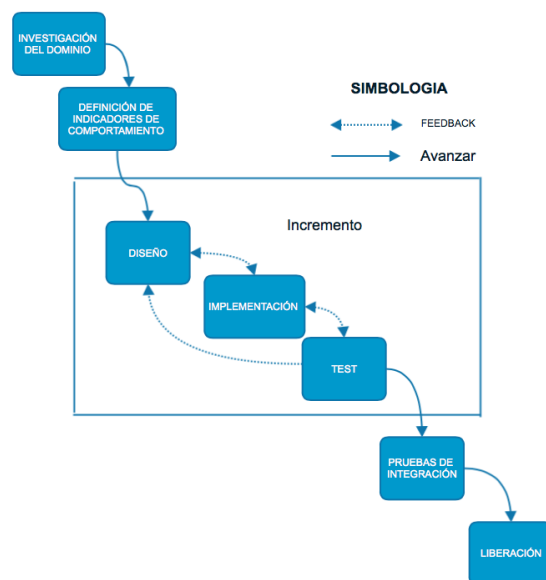 INVESTIGACIÓN
DEL DOMINIO
DEFINICIÓN DE
INDICADORES DE
COMPORTAMIENTO
SIMBOLOGIA
FEEDBACK
Avanzar
Incremento
DISEÑO
IMPLEMENTACIÓN
TEST
PRUEBAS DE
INTEGRACIÓN
LIBERACIÓN